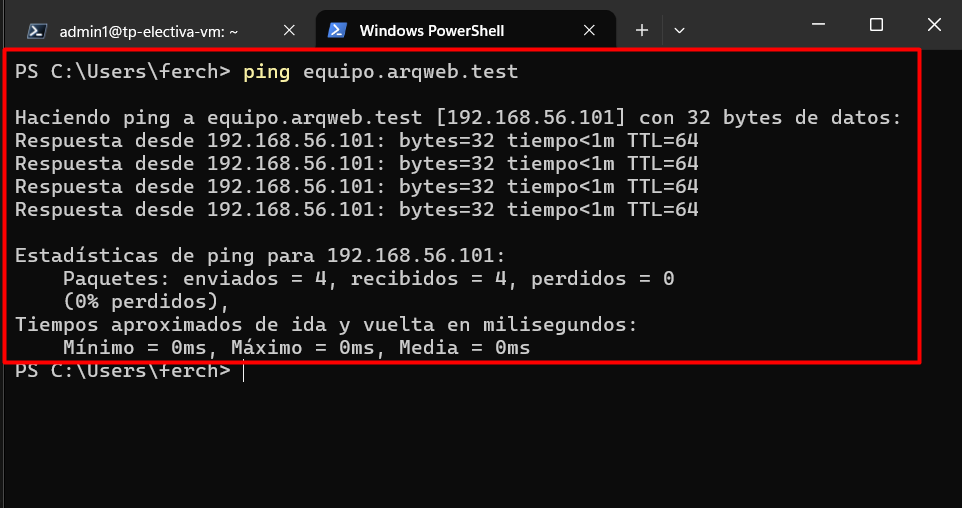 admin1@tp-electiva-vm: ~
Windows PowerShell
PS C:\Users\ferch> ping equipo.arqweb.test
Haciendo ping a equipo.arqweb.test [192.168.56.101] con 32 bytes de datos:
Respuesta desde 192.168.56.101: bytes=32 tiempo<1m TTL=64
Respuesta desde 192.168.56.101: bytes=32 tiempo<1m TTL=64
Respuesta desde 192.168.56.101: bytes=32 tiempo<1m TTL=64
Respuesta desde 192.168.56.101: bytes=32 tiempo<1m TTL=64
Estadísticas de ping para 192.168.56.101:
Paquetes: enviados = 4, recibidos = 4, perdidos = 0
(0% perdidos),
Tiempos aproximados de ida y vuelta en milisegundos:
Mínimo = 0ms, Máximo = 0ms, Media = 0ms
PS C:\Users\ferch>